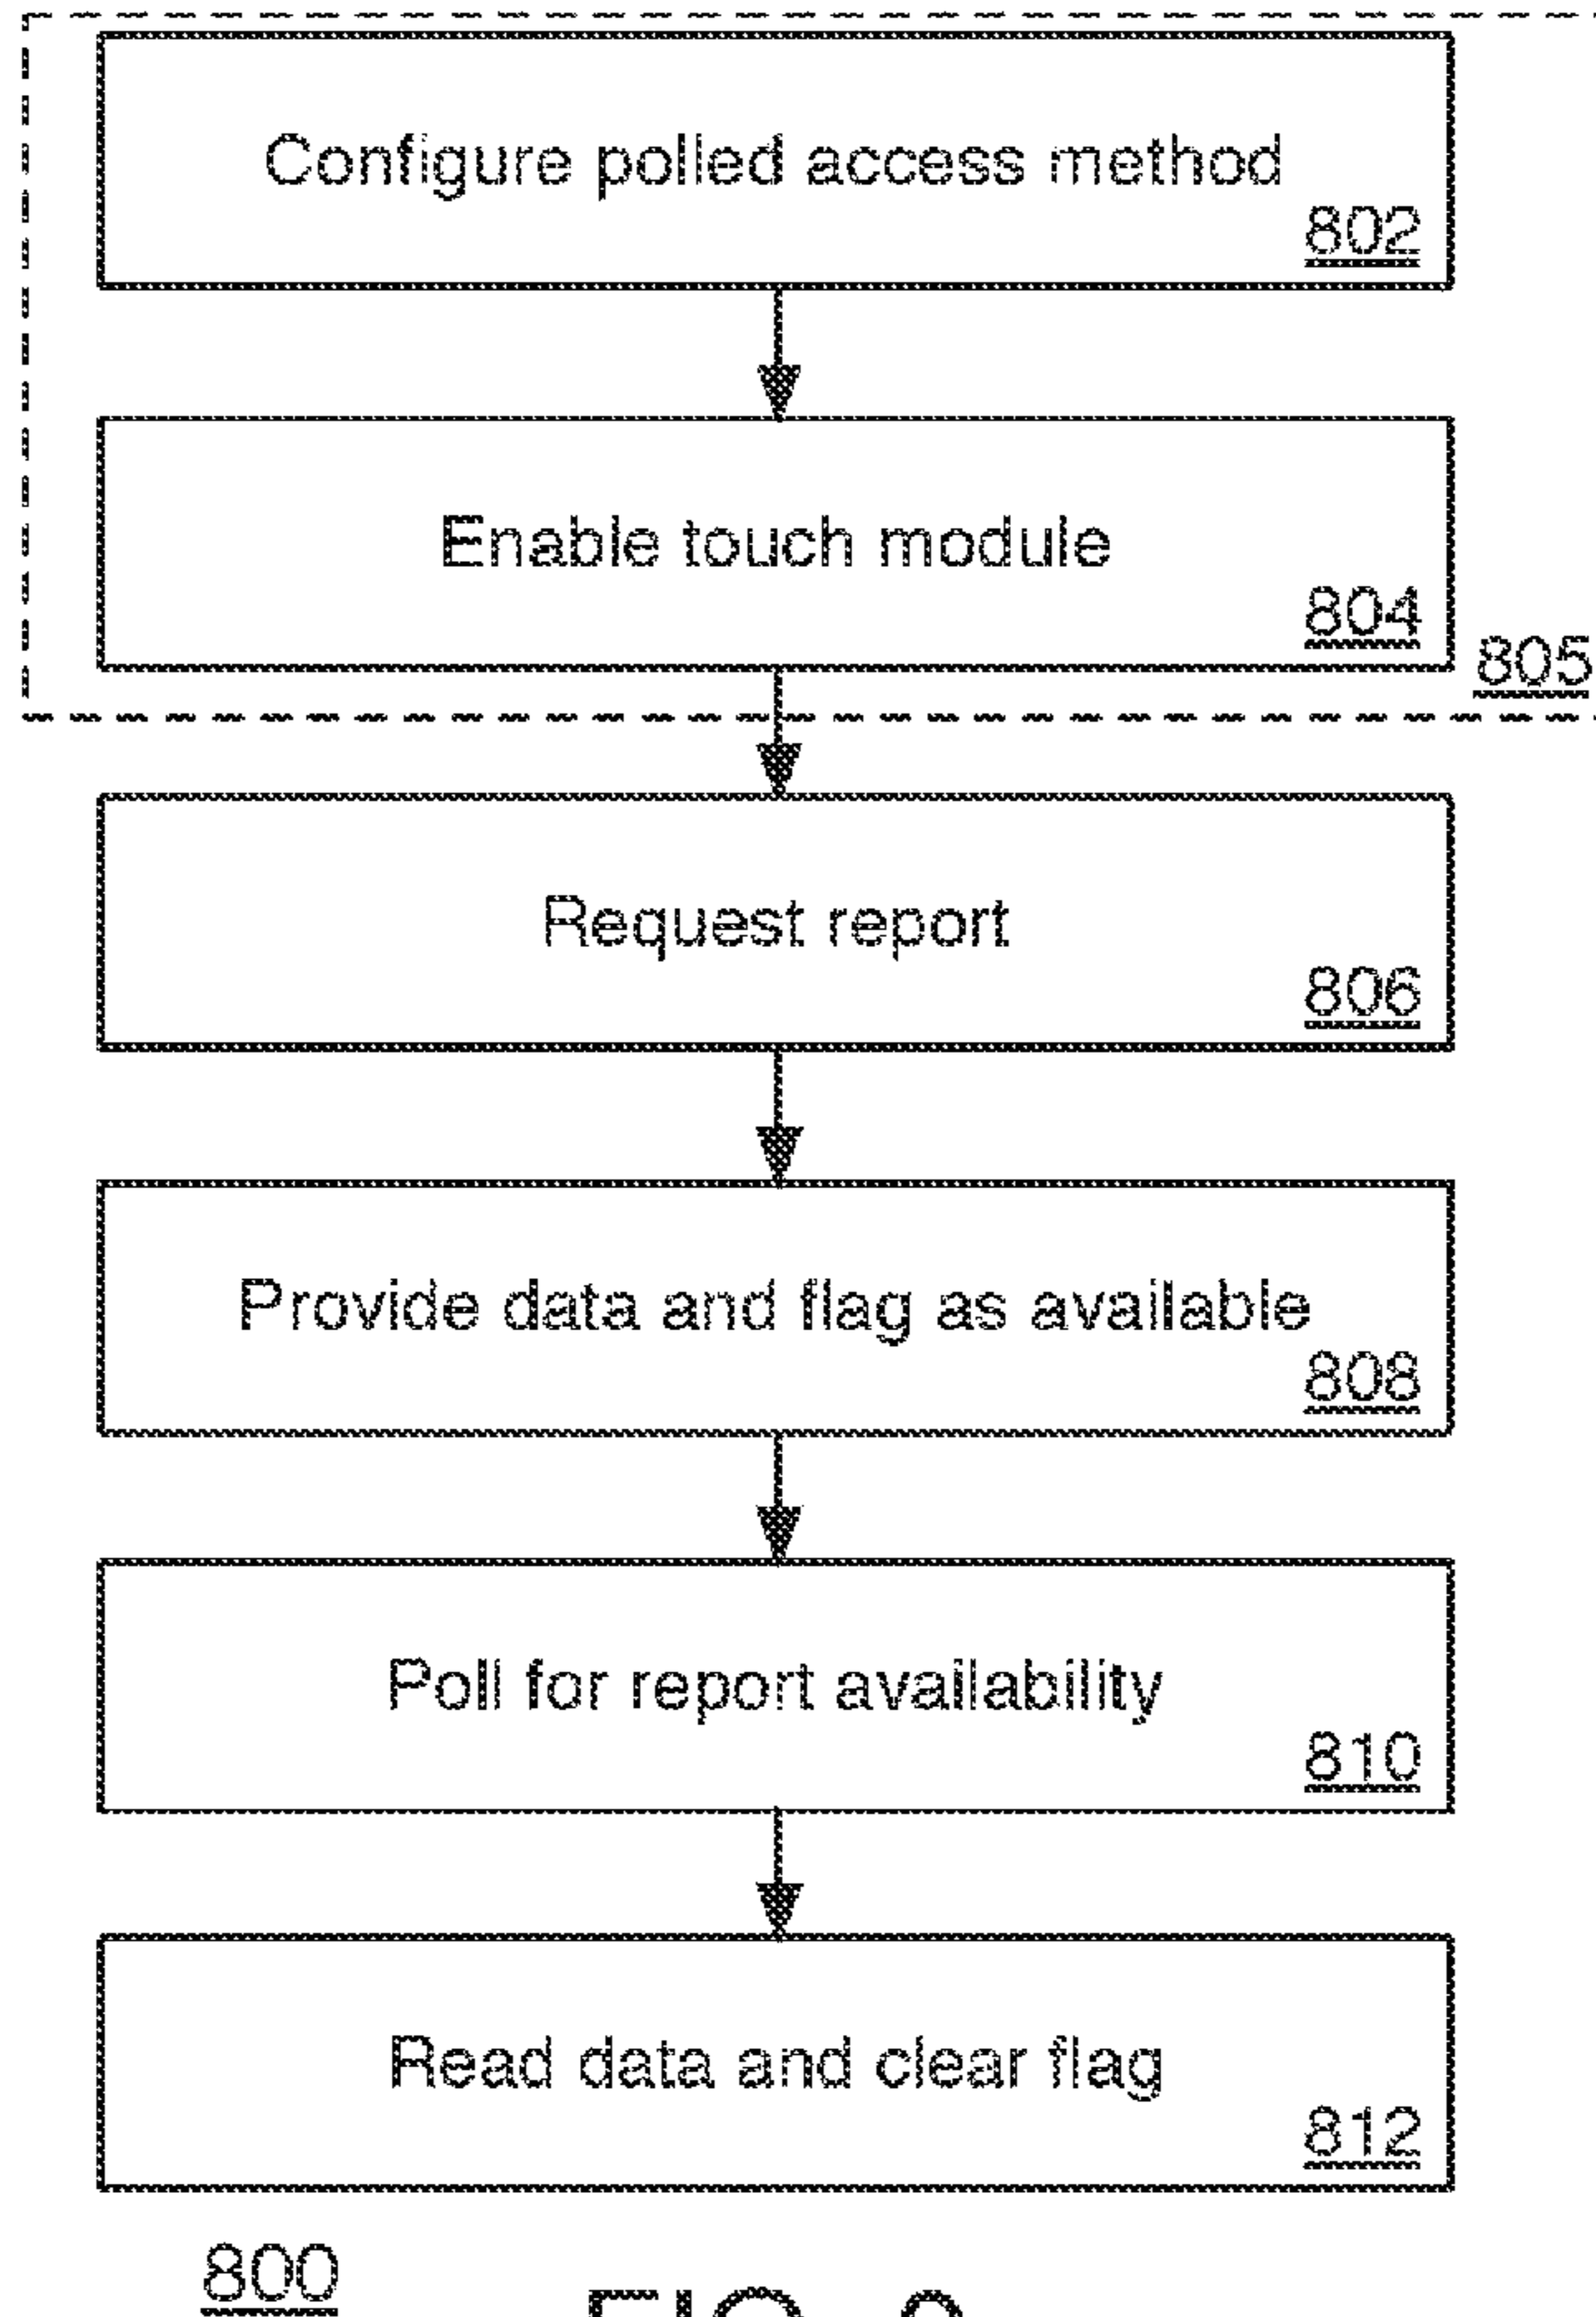 Configure polled access method
802
Enable touch module
804
805
Request report
806
Provide data and flag as available
808
Poll for report availability
810
Read data and clear flag
812
800
FIG.